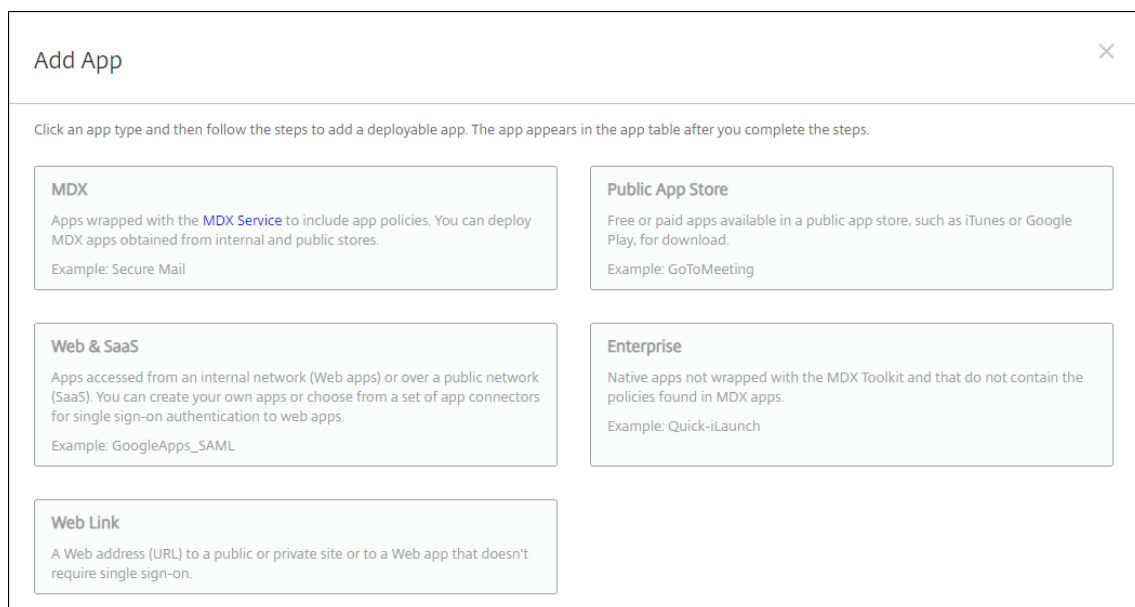 Add App
Click an app type and then follow the steps to add a deployable app. The app appears in the app table after you complete the steps.
MDX
Apps wrapped with the MDX Service to include app policies. You can deploy
MDX apps obtained from internal and public stores.
Example: Secure Mail
Public App Store
Free or paid apps available in a public app store, such as iTunes or Google
Play, for download.
Example: GoToMeeting
Web & SaaS
Apps accessed from an internal network (Web apps) or over a public network
(SaaS). You can create your own apps or choose from a set of app connectors
for single sign-on authentication to web apps.
Example: GoogleApps_SAML
Enterprise
Native apps not wrapped with the MDX Toolkit and that do not contain the
policies found in MDX apps.
Example: Quick-iLaunch
Web Link
A Web address (URL) to a public or private site or to a Web app that doesn't
require single sign-on.